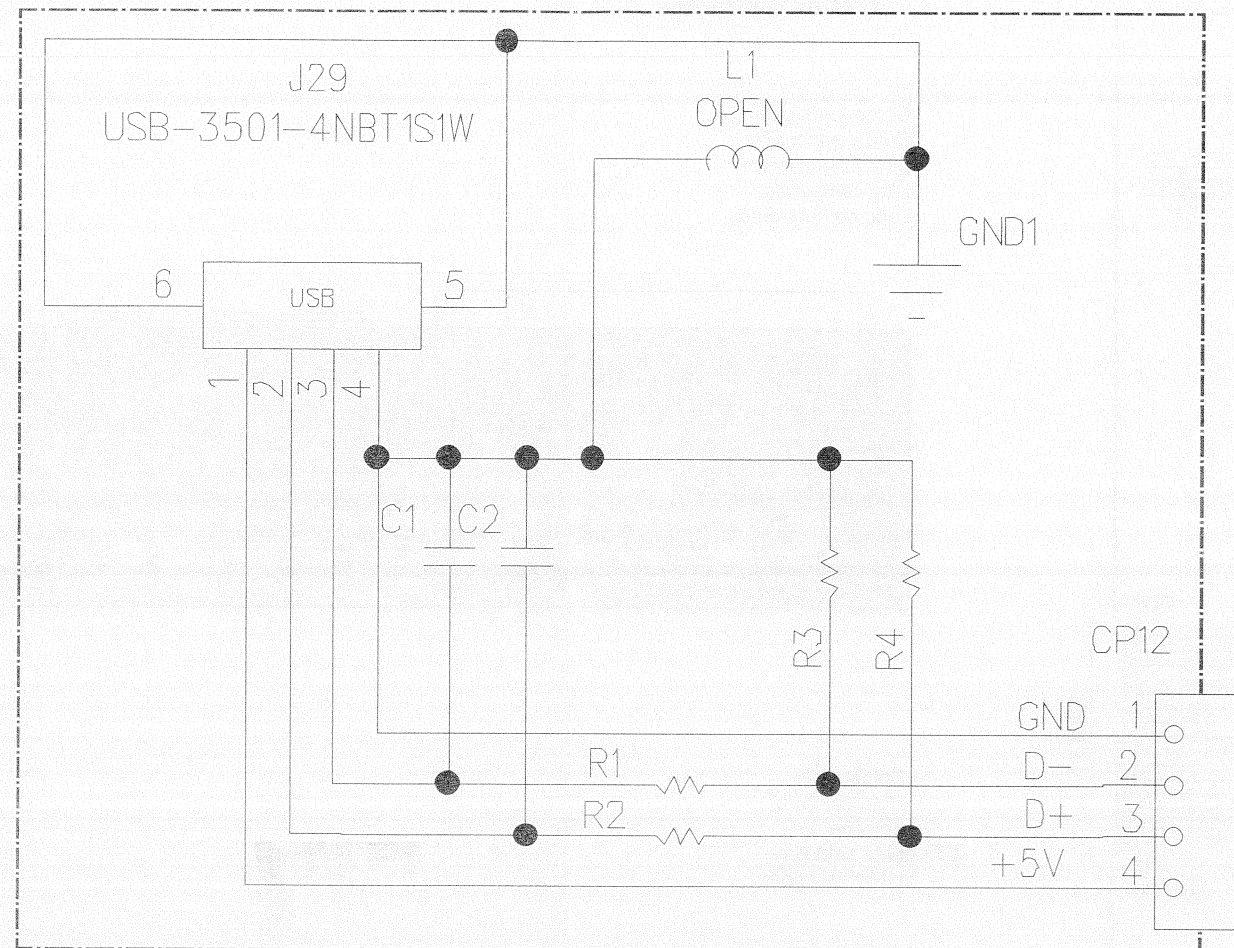 J29
USB-3501-4NBT1S1W
L1
OPEN
GND1
6
USB
5
1
2
3
4
C1
C2
R3
R4
CP12
GND 1
R1
D- 2
R2
D+ 3
+5V 4